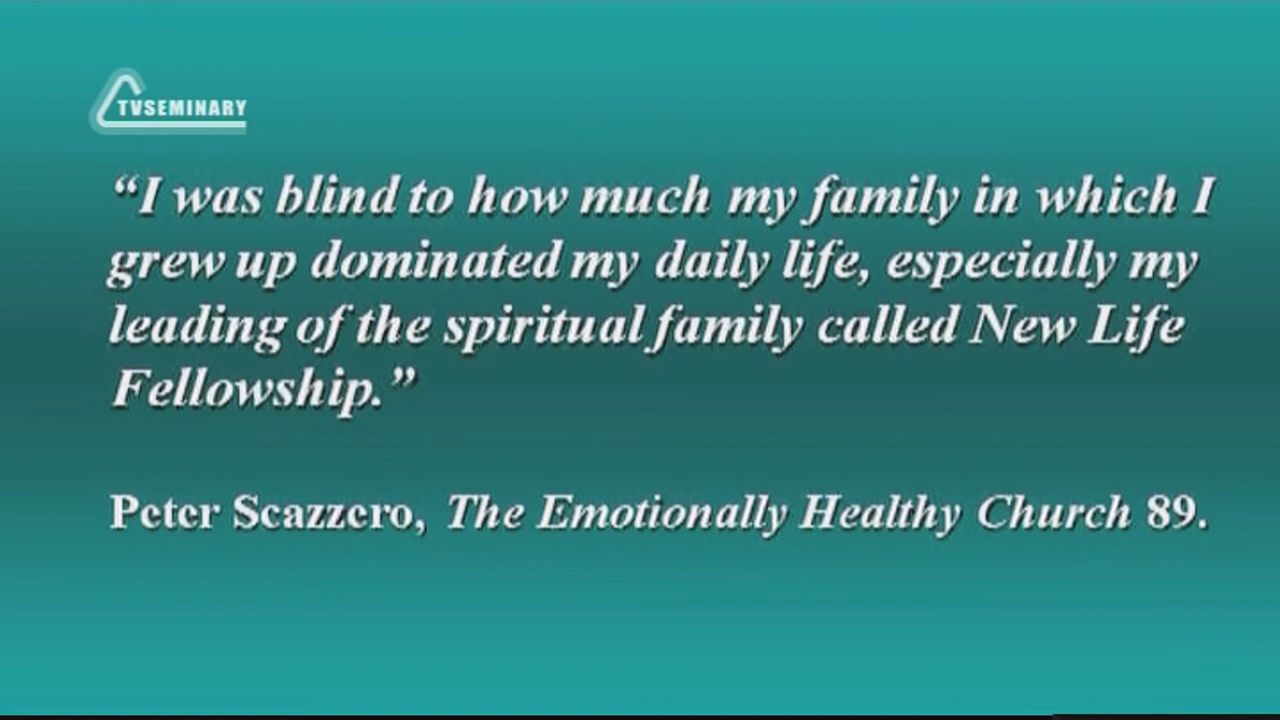 TVSEMINARY
“I was blind to how much my family in which I
grew up dominated my daily life, especially my
leading of the spiritual family called New Life
Fellowship.”
Peter Scazzero, The Emotionally Healthy Church 89.